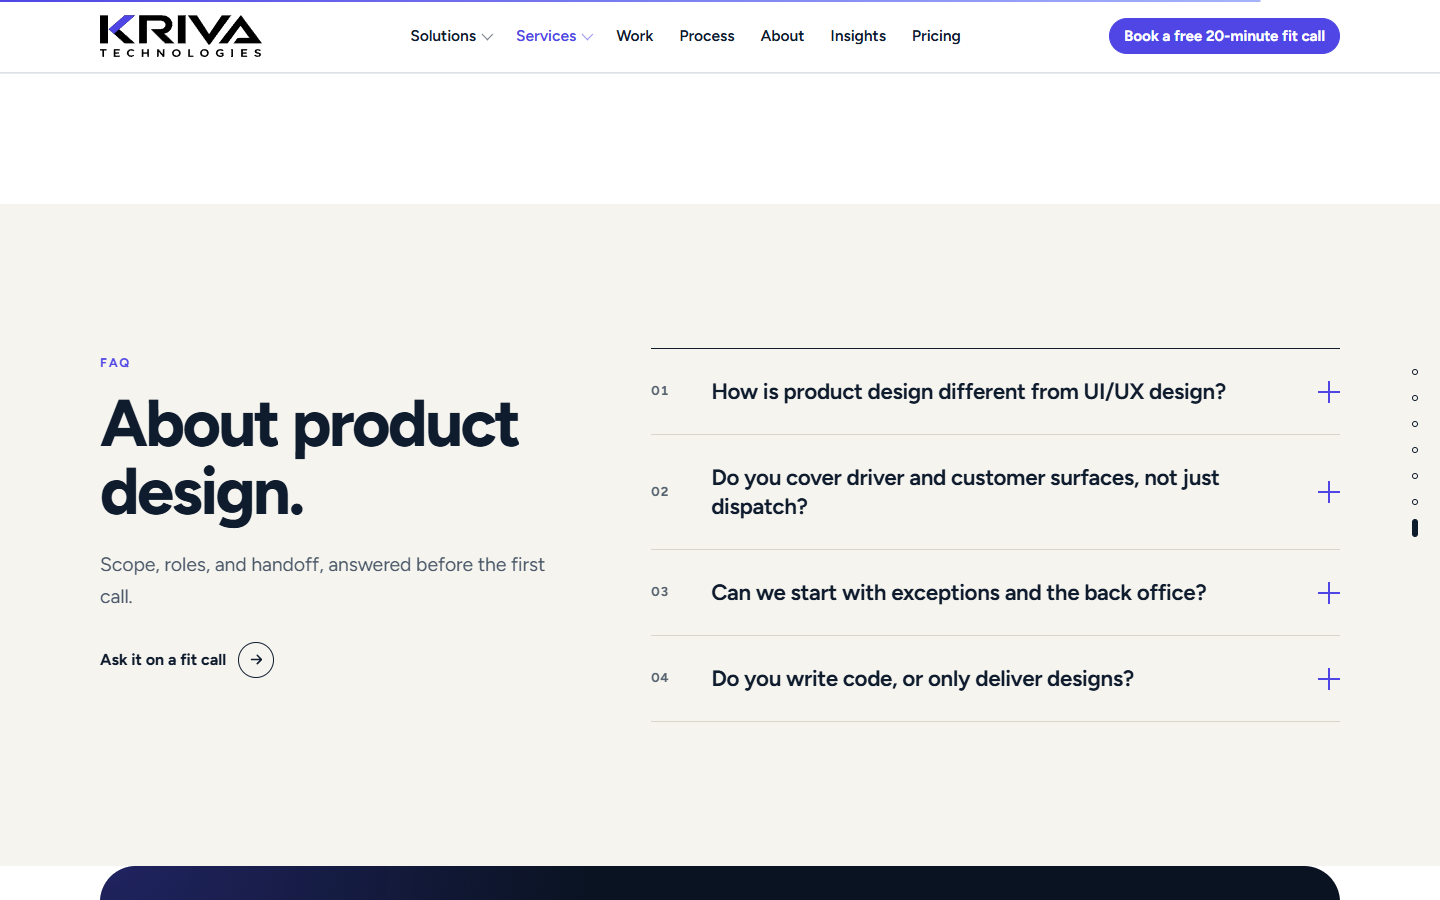 KRIVA
TECHNOLOGIES
Solutions
Services
Work
Process
About
Insights
Pricing
Book a free 20-minute fit call
FAQ
About product
design.
Scope, roles, and handoff, answered before the first
call.
Ask it on a fit call
01
How is product design different from UI/UX design?
02
Do you cover driver and customer surfaces, not just
dispatch?
03
Can we start with exceptions and the back office?
04
Do you write code, or only deliver designs?